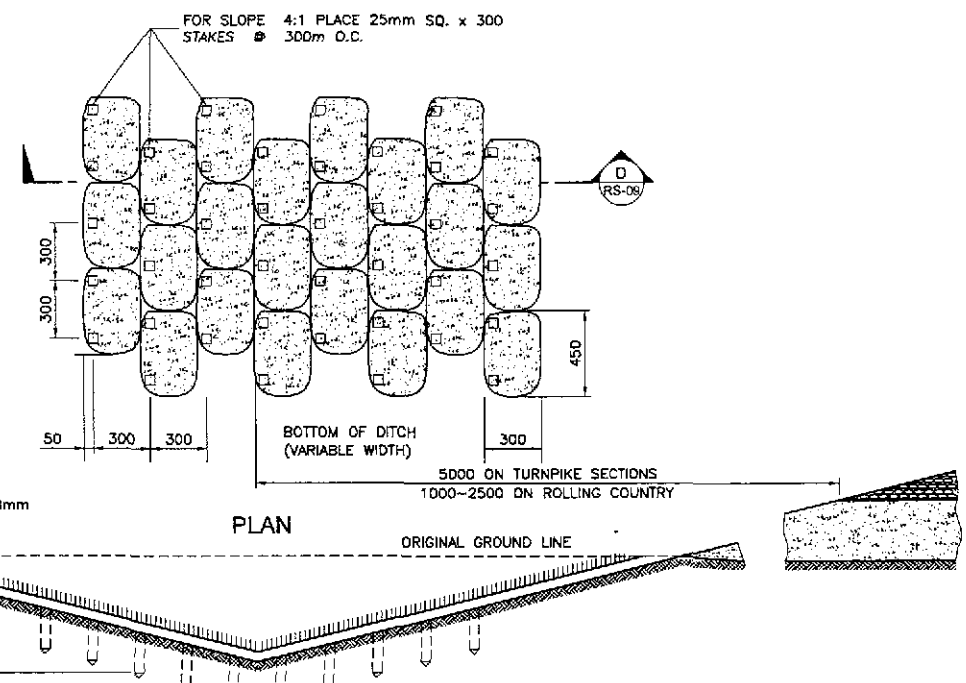 FOR SLOPE 4:1 PLACE 25mm SQ. x 300
STAKES @ 300m O.C.
D
RS-09
300
300
450
50
300
300
BOTTOM OF DITCH
(VARIABLE WIDTH)
300
5000 ON TURNPIKE SECTIONS
1000~2500 ON ROLLING COUNTRY
mm
PLAN
ORIGINAL GROUND LINE